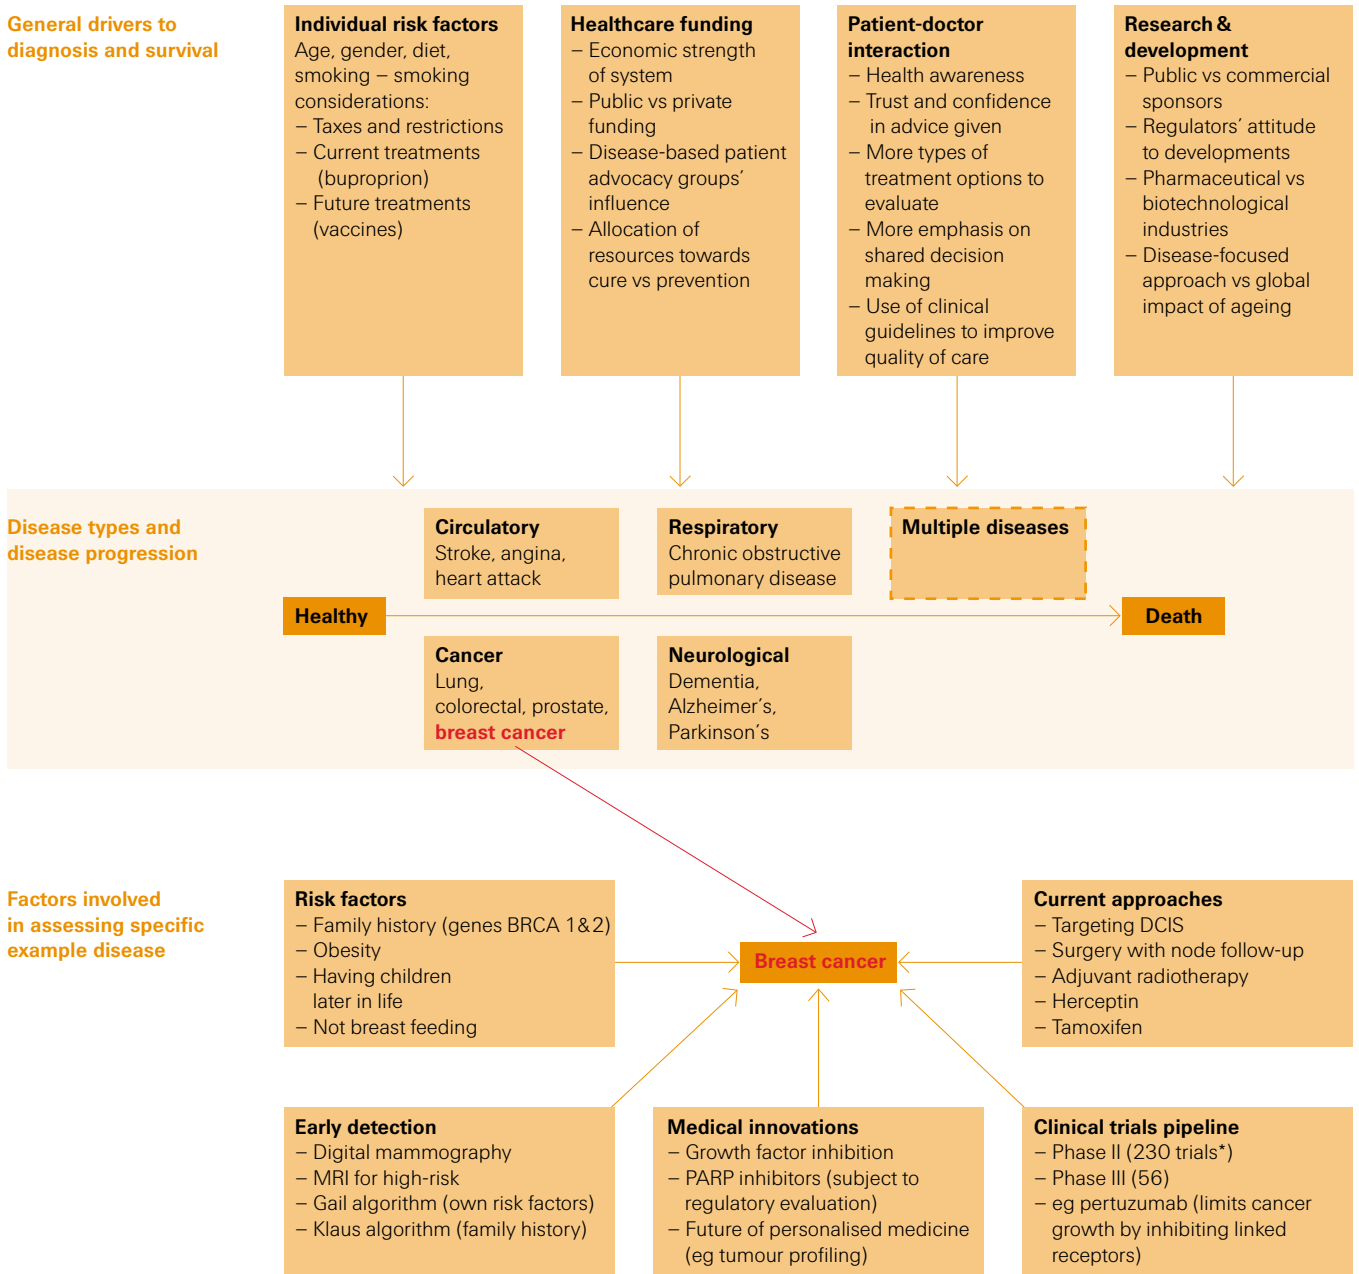 General drivers to
diagnosis and survival
Individual risk factors
Age, gender, diet,
smoking – smoking
considerations:
– Taxes and restrictions
– Current treatments
(buproprion)
– Future treatments
(vaccines)
Healthcare funding
– Economic strength
of system
– Public vs private
funding
– Disease-based patient
advocacy groups’
influence
– Allocation of
resources towards
cure vs prevention
Patient-doctor
interaction
– Health awareness
– Trust and confidence
in advice given
– More types of
treatment options to
evaluate
– More emphasis on
shared decision
making
– Use of clinical
guidelines to improve
quality of care
Research &
development
– Public vs commercial
sponsors
– Regulators’ attitude
to developments
– Pharmaceutical vs
biotechnological
industries
– Disease-focused
approach vs global
impact of ageing
Disease types and
disease progression
Circulatory
Stroke, angina,
heart attack
Respiratory
Chronic obstructive
pulmonary disease
Multiple diseases
Healthy
Death
Cancer
Lung,
colorectal, prostate,
breast cancer
Neurological
Dementia,
Alzheimer´s,
Parkinson´s
Factors involved
in assessing specific
example disease
Risk factors
– Family history (genes BRCA 1&2)
– Obesity
– Having children
later in life
– Not breast feeding
Breast cancer
Current approaches
– Targeting DCIS
– Surgery with node follow-up
– Adjuvant radiotherapy
– Herceptin
– Tamoxifen
Early detection
– Digital mammography
– MRI for high-risk
– Gail algorithm (own risk factors)
– Klaus algorithm (family history)
Medical innovations
– Growth factor inhibition
– PARP inhibitors (subject to
regulatory evaluation)
– Future of personalised medicine
(eg tumour profiling)
Clinical trials pipeline
– Phase II (230 trials*)
– Phase III (56)
– eg pertuzumab (limits cancer
growth by inhibiting linked
receptors)